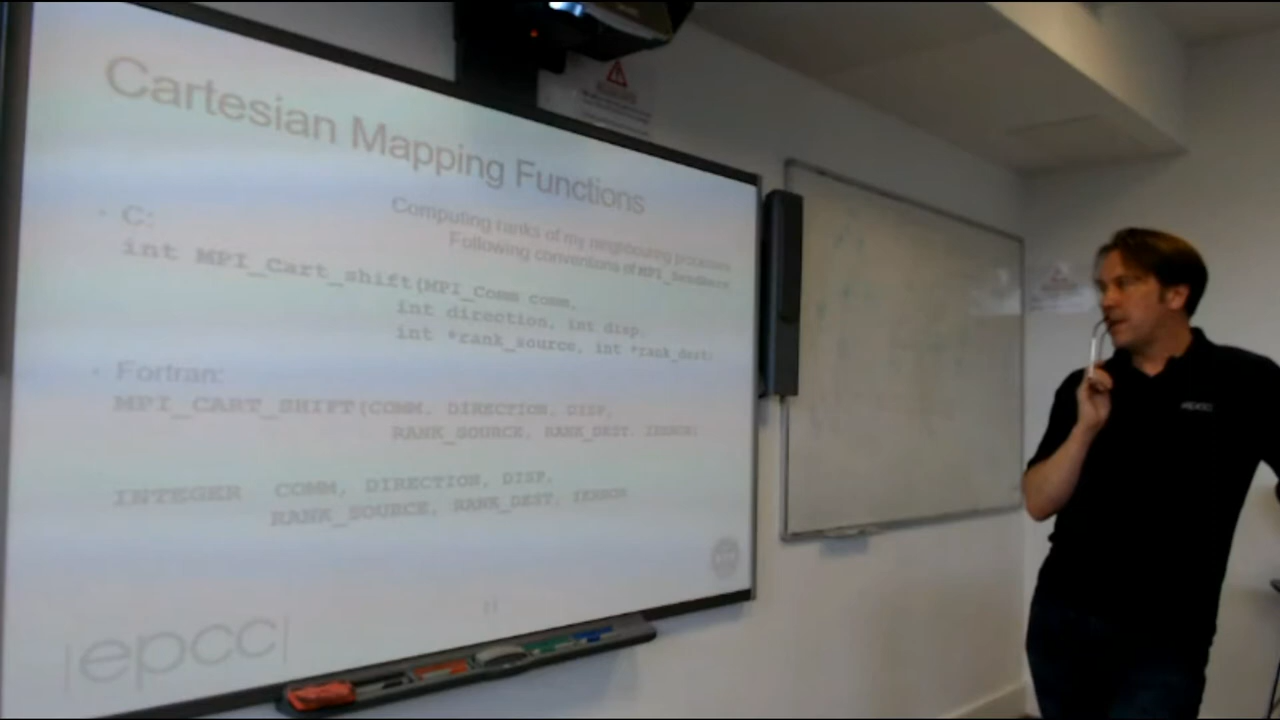 Cartesian Mapping Functions
Computing ranks of my neighbouring processes
Following conventions of MPI_SendRecv
• C:
int MPI_Cart_shift(MPI_Comm comm,
int direction, int disp,
int *rank_source, int *rank_dest)
• Fortran:
MPI_CART_SHIFT(COMM, DIRECTION, DISP,
RANK_SOURCE, RANK_DEST, IERROR)
INTEGER COMM, DIRECTION, DISP,
RANK_SOURCE, RANK_DEST, IERROR
11
|epcc|
epcc